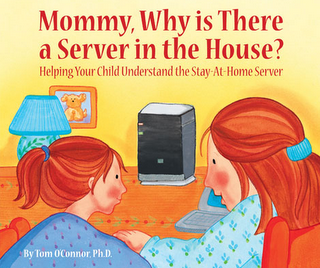 Mommy, Why is There
a Server in the House?
Helping Your Child Understand the Stay-At-Home Server
By Tom OConnor, Ph.D.